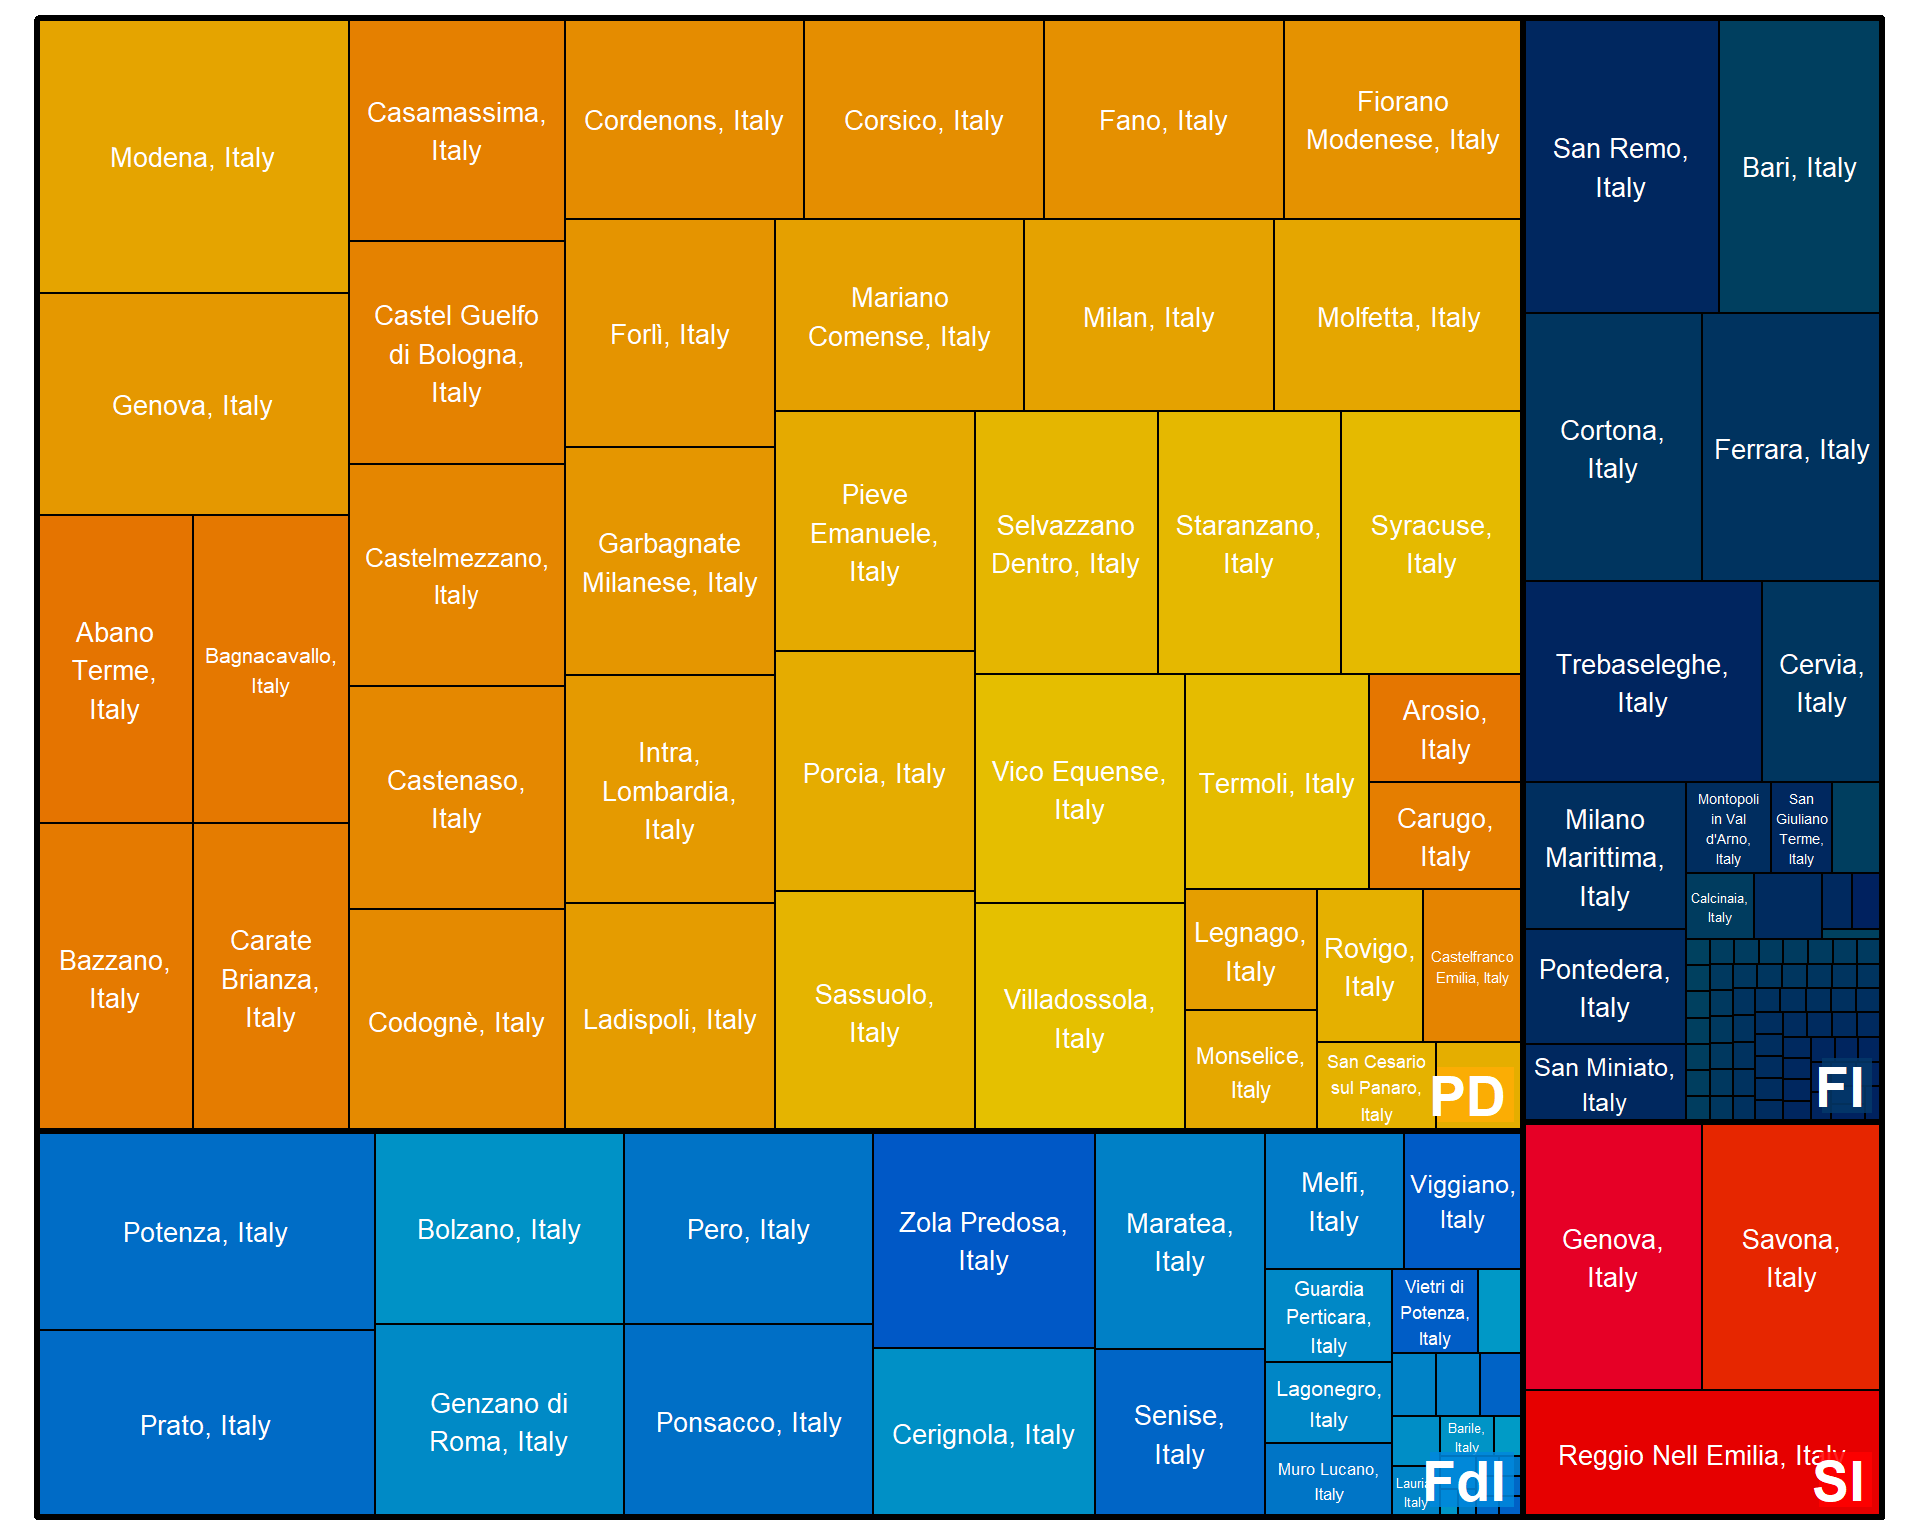 Modena, Italy
Genova, Italy
Abano
Terme,
Italy
Bagnacavallo,
Italy
Bazzano,
Italy
Carate
Brianza,
Italy
Casamassima,
Italy
Castel Guelfo
di Bologna,
Italy
Castelmezzano,
Italy
Castenaso,
Italy
Codognè, Italy
Cordenons, Italy
Corsico, Italy
Fano, Italy
Fiorano
Modenese, Italy
Forlì, Italy
Garbagnate
Milanese, Italy
Intra,
Lombardia,
Italy
Ladispoli, Italy
Mariano
Comense, Italy
Milan, Italy
Molfetta, Italy
Pieve
Emanuele,
Italy
Porcia, Italy
Sassuolo,
Italy
Selvazzano
Dentro, Italy
Staranzano,
Italy
Syracuse,
Italy
Vico Equense,
Italy
Villadossola,
Italy
Termoli, Italy
Arosio,
Italy
Carugo,
Italy
Legnago,
Italy
Monselice,
Italy
Rovigo,
Italy
Castelfranco
Emilia, Italy
San Cesario
sul Panaro,
Italy
PD
San Remo,
Italy
Bari, Italy
Cortona,
Italy
Ferrara, Italy
Trebaseleghe,
Italy
Cervia,
Italy
Milano
Marittima,
Italy
Pontedera,
Italy
San Miniato,
Italy
Montopoli
in Val
d'Arno,
Italy
San
Giuliano
Terme,
Italy
Calcinaia,
Italy
FI
Potenza, Italy
Prato, Italy
Bolzano, Italy
Genzano di
Roma, Italy
Pero, Italy
Ponsacco, Italy
Zola Predosa,
Italy
Cerignola, Italy
Maratea,
Italy
Senise,
Italy
Melfi,
Italy
Viggiano,
Italy
Guardia
Perticara,
Italy
Lagonegro,
Italy
Muro Lucano,
Italy
Vietri di
Potenza,
Italy
Barile,
Italy
Lauria,
Italy
FdI
Genova,
Italy
Savona,
Italy
Reggio Nell Emilia, Italy
SI